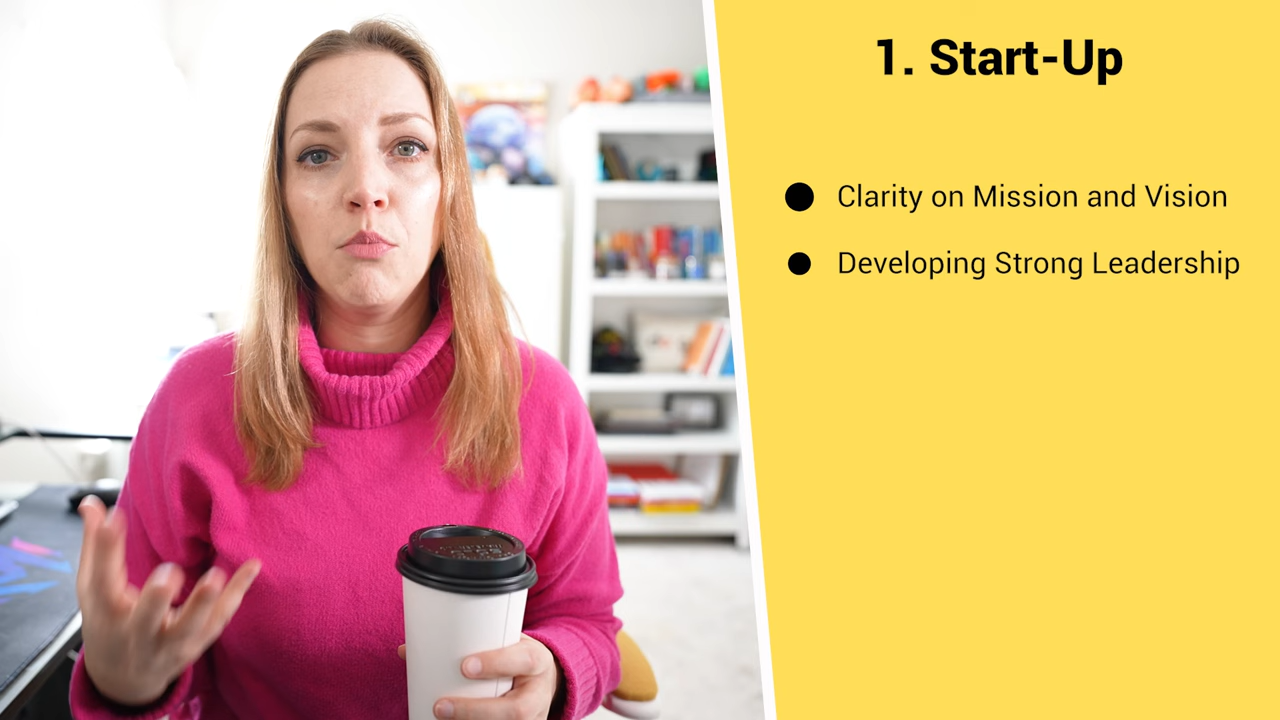 1. Start-Up
Clarity on Mission and Vision
Developing Strong Leadership